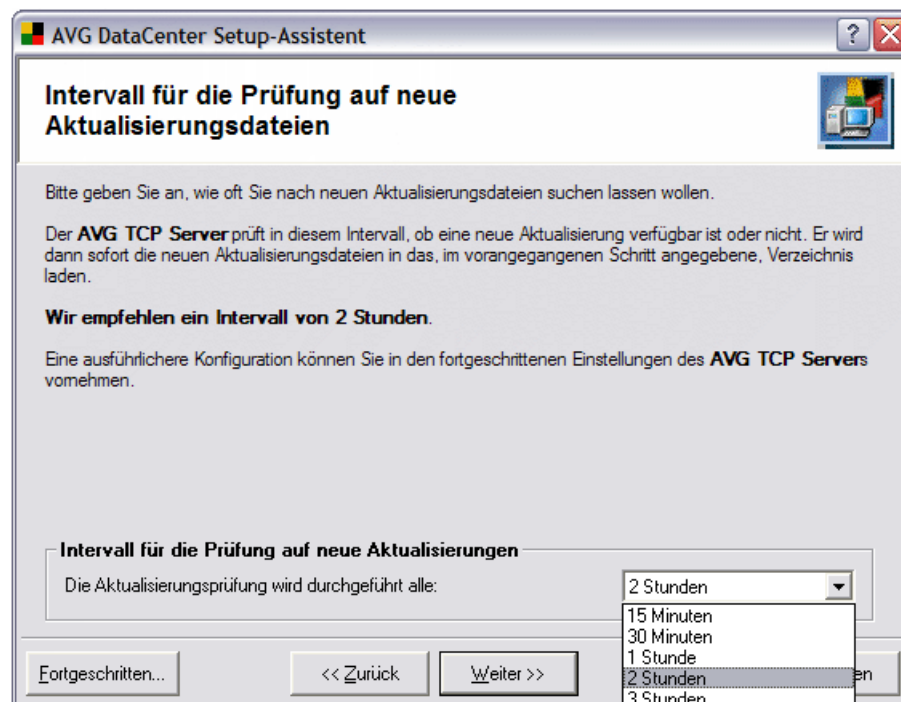 AVG DataCenter Setup-Assistent
Intervall für die Prüfung auf neue
Aktualisierungsdateien
Bitte geben Sie an, wie oft Sie nach neuen Aktualisierungsdateien suchen lassen wollen.
Der AVG TCP Server prüft in diesem Intervall, ob eine neue Aktualisierung verfügbar ist oder nicht. Er wird
dann sofort die neuen Aktualisierungsdateien in das, im vorangegangenen Schritt angegebene, Verzeichnis
laden.
Wir empfehlen ein Intervall von 2 Stunden.
Eine ausführlichere Konfiguration können Sie in den fortgeschrittenen Einstellungen des AVG TCP Servers
vornehmen.
Intervall für die Prüfung auf neue Aktualisierungen
Die Aktualisierungsprüfung wird durchgeführt alle:
2 Stunden
15 Minuten
30 Minuten
1 Stunde
2 Stunden
3 Stunden
Fortgeschritten...
<< Zurück
Weiter >>
en